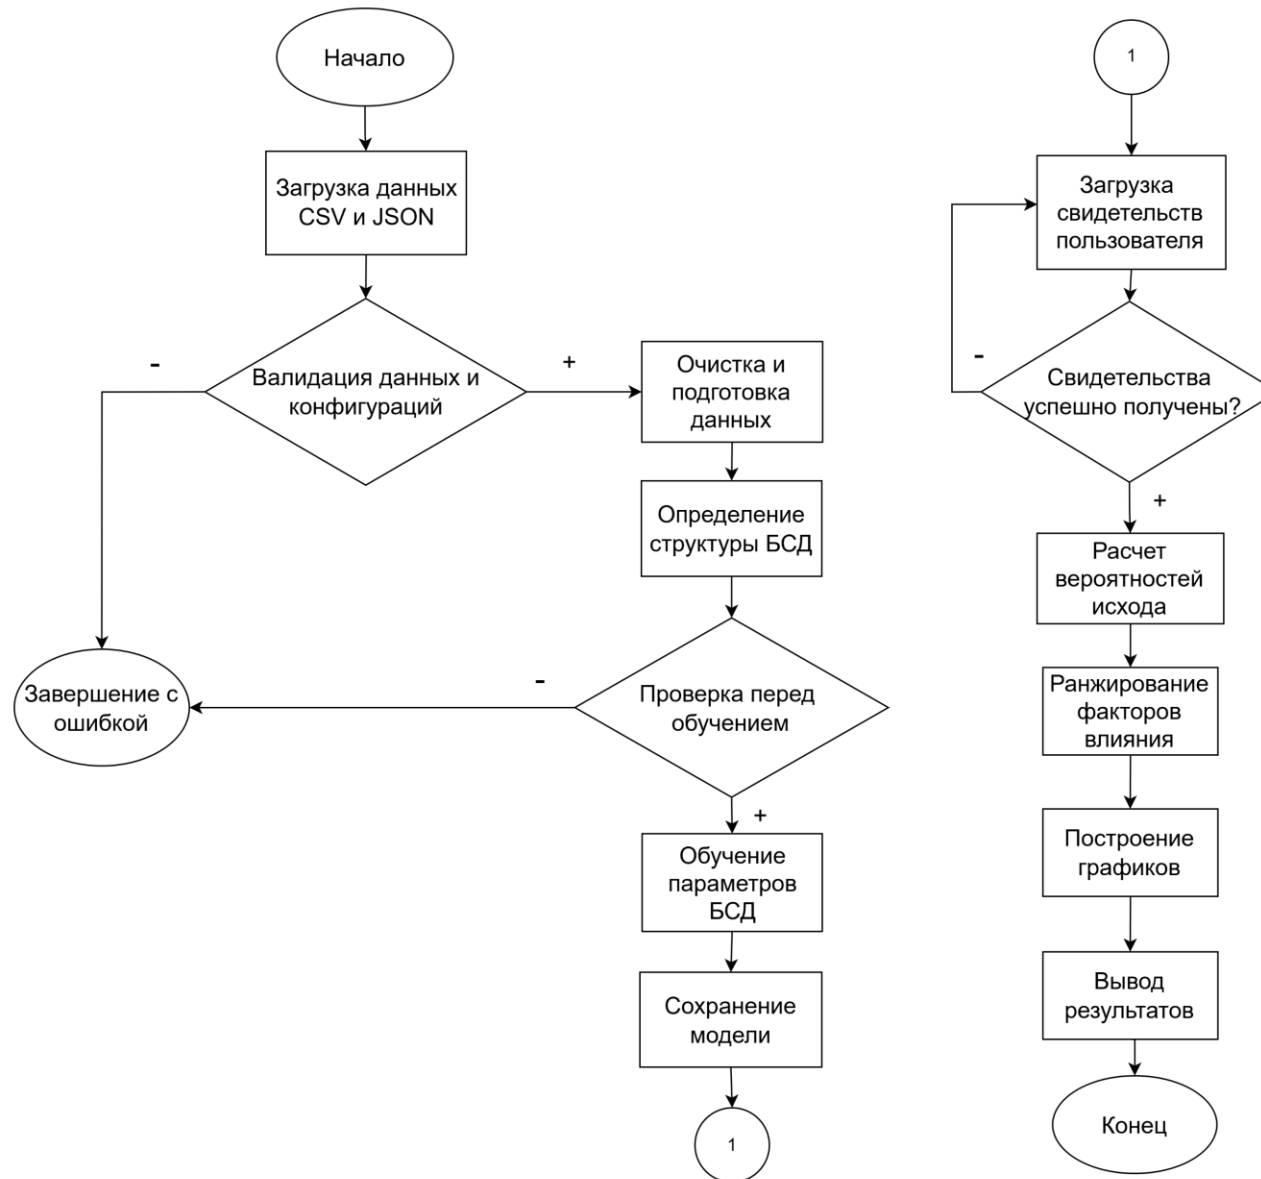 Начало
Загрузка данных
CSV и JSON
Валидация данных и
конфигураций
-
+
Очистка и
подготовка
данных
Определение
структуры БСД
Проверка перед
обучением
-
Завершение с
ошибкой
+
Обучение
параметров
БСД
Сохранение
модели
1
1
Загрузка
свидетельств
пользователя
Свидетельства
успешно получены?
-
+
Расчет
вероятностей
исхода
Ранжирование
факторов
влияния
Построение
графиков
Вывод
результатов
Конец